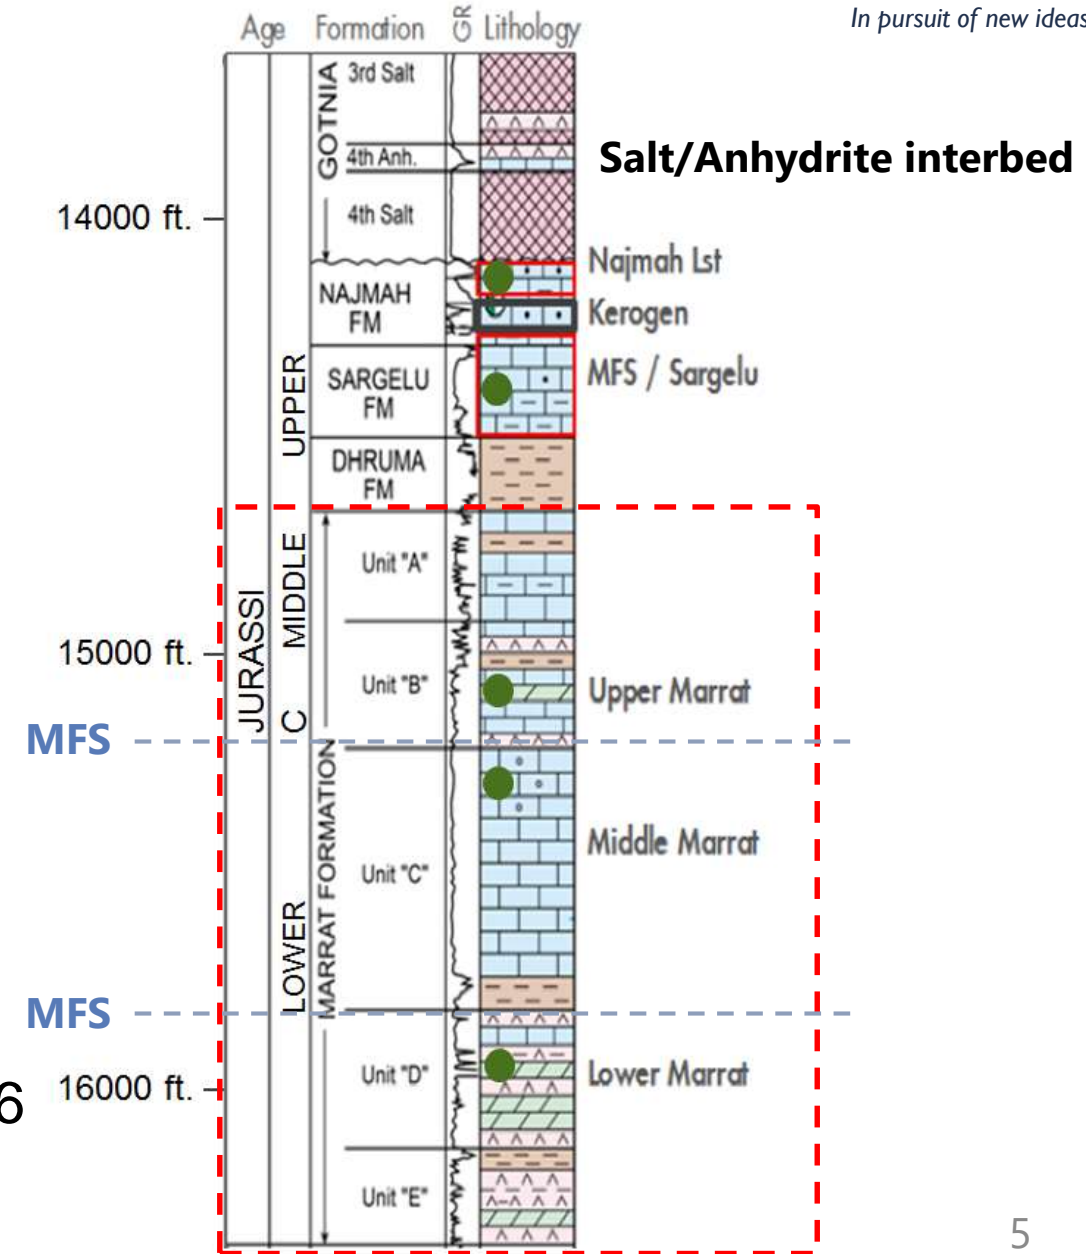 In pursuit of new ideas
Age Formation GR Lithology
GOTNIA
3rd Salt
4th Anh.
Salt/Anhydrite interbed
14000 ft.
4th Salt
Najmah Lst
NAJMAH
FM
Kerogen
UPPER
SARGELU
FM
MFS / Sargelu
DHRUMA
FM
JURASSI
C
MIDDLE
Unit "A"
15000 ft.
Unit "B"
Upper Marrat
MFS
LOWER
MARRAT FORMATION
Middle Marrat
Unit "C"
MFS
6
16000 ft.
Unit "D"
Lower Marrat
Unit "E"
5